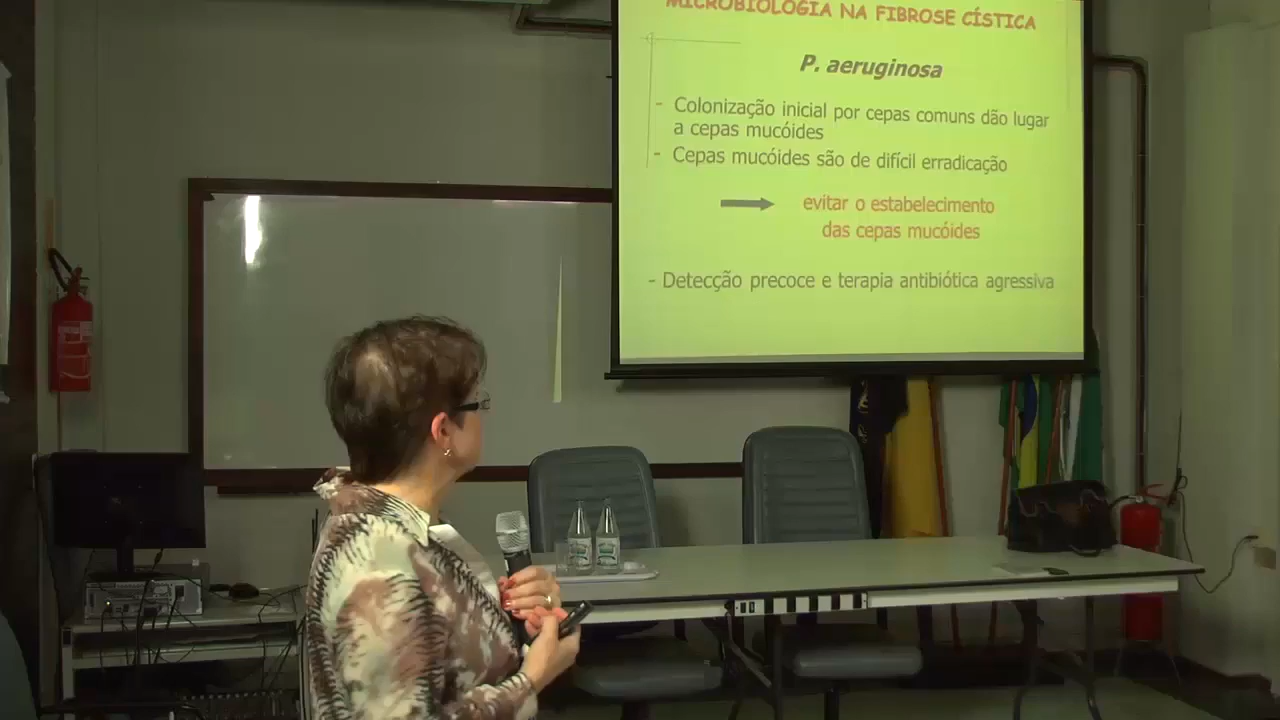 MICROBIOLOGIA NA FIBROSE CÍSTICA
P. aeruginosa
- Colonização inicial por cepas comuns dão lugar
a cepas mucóides
- Cepas mucóides são de difícil erradicação
evitar o estabelecimento
das cepas mucóides
- Detecção precoce e terapia antibiótica agressiva